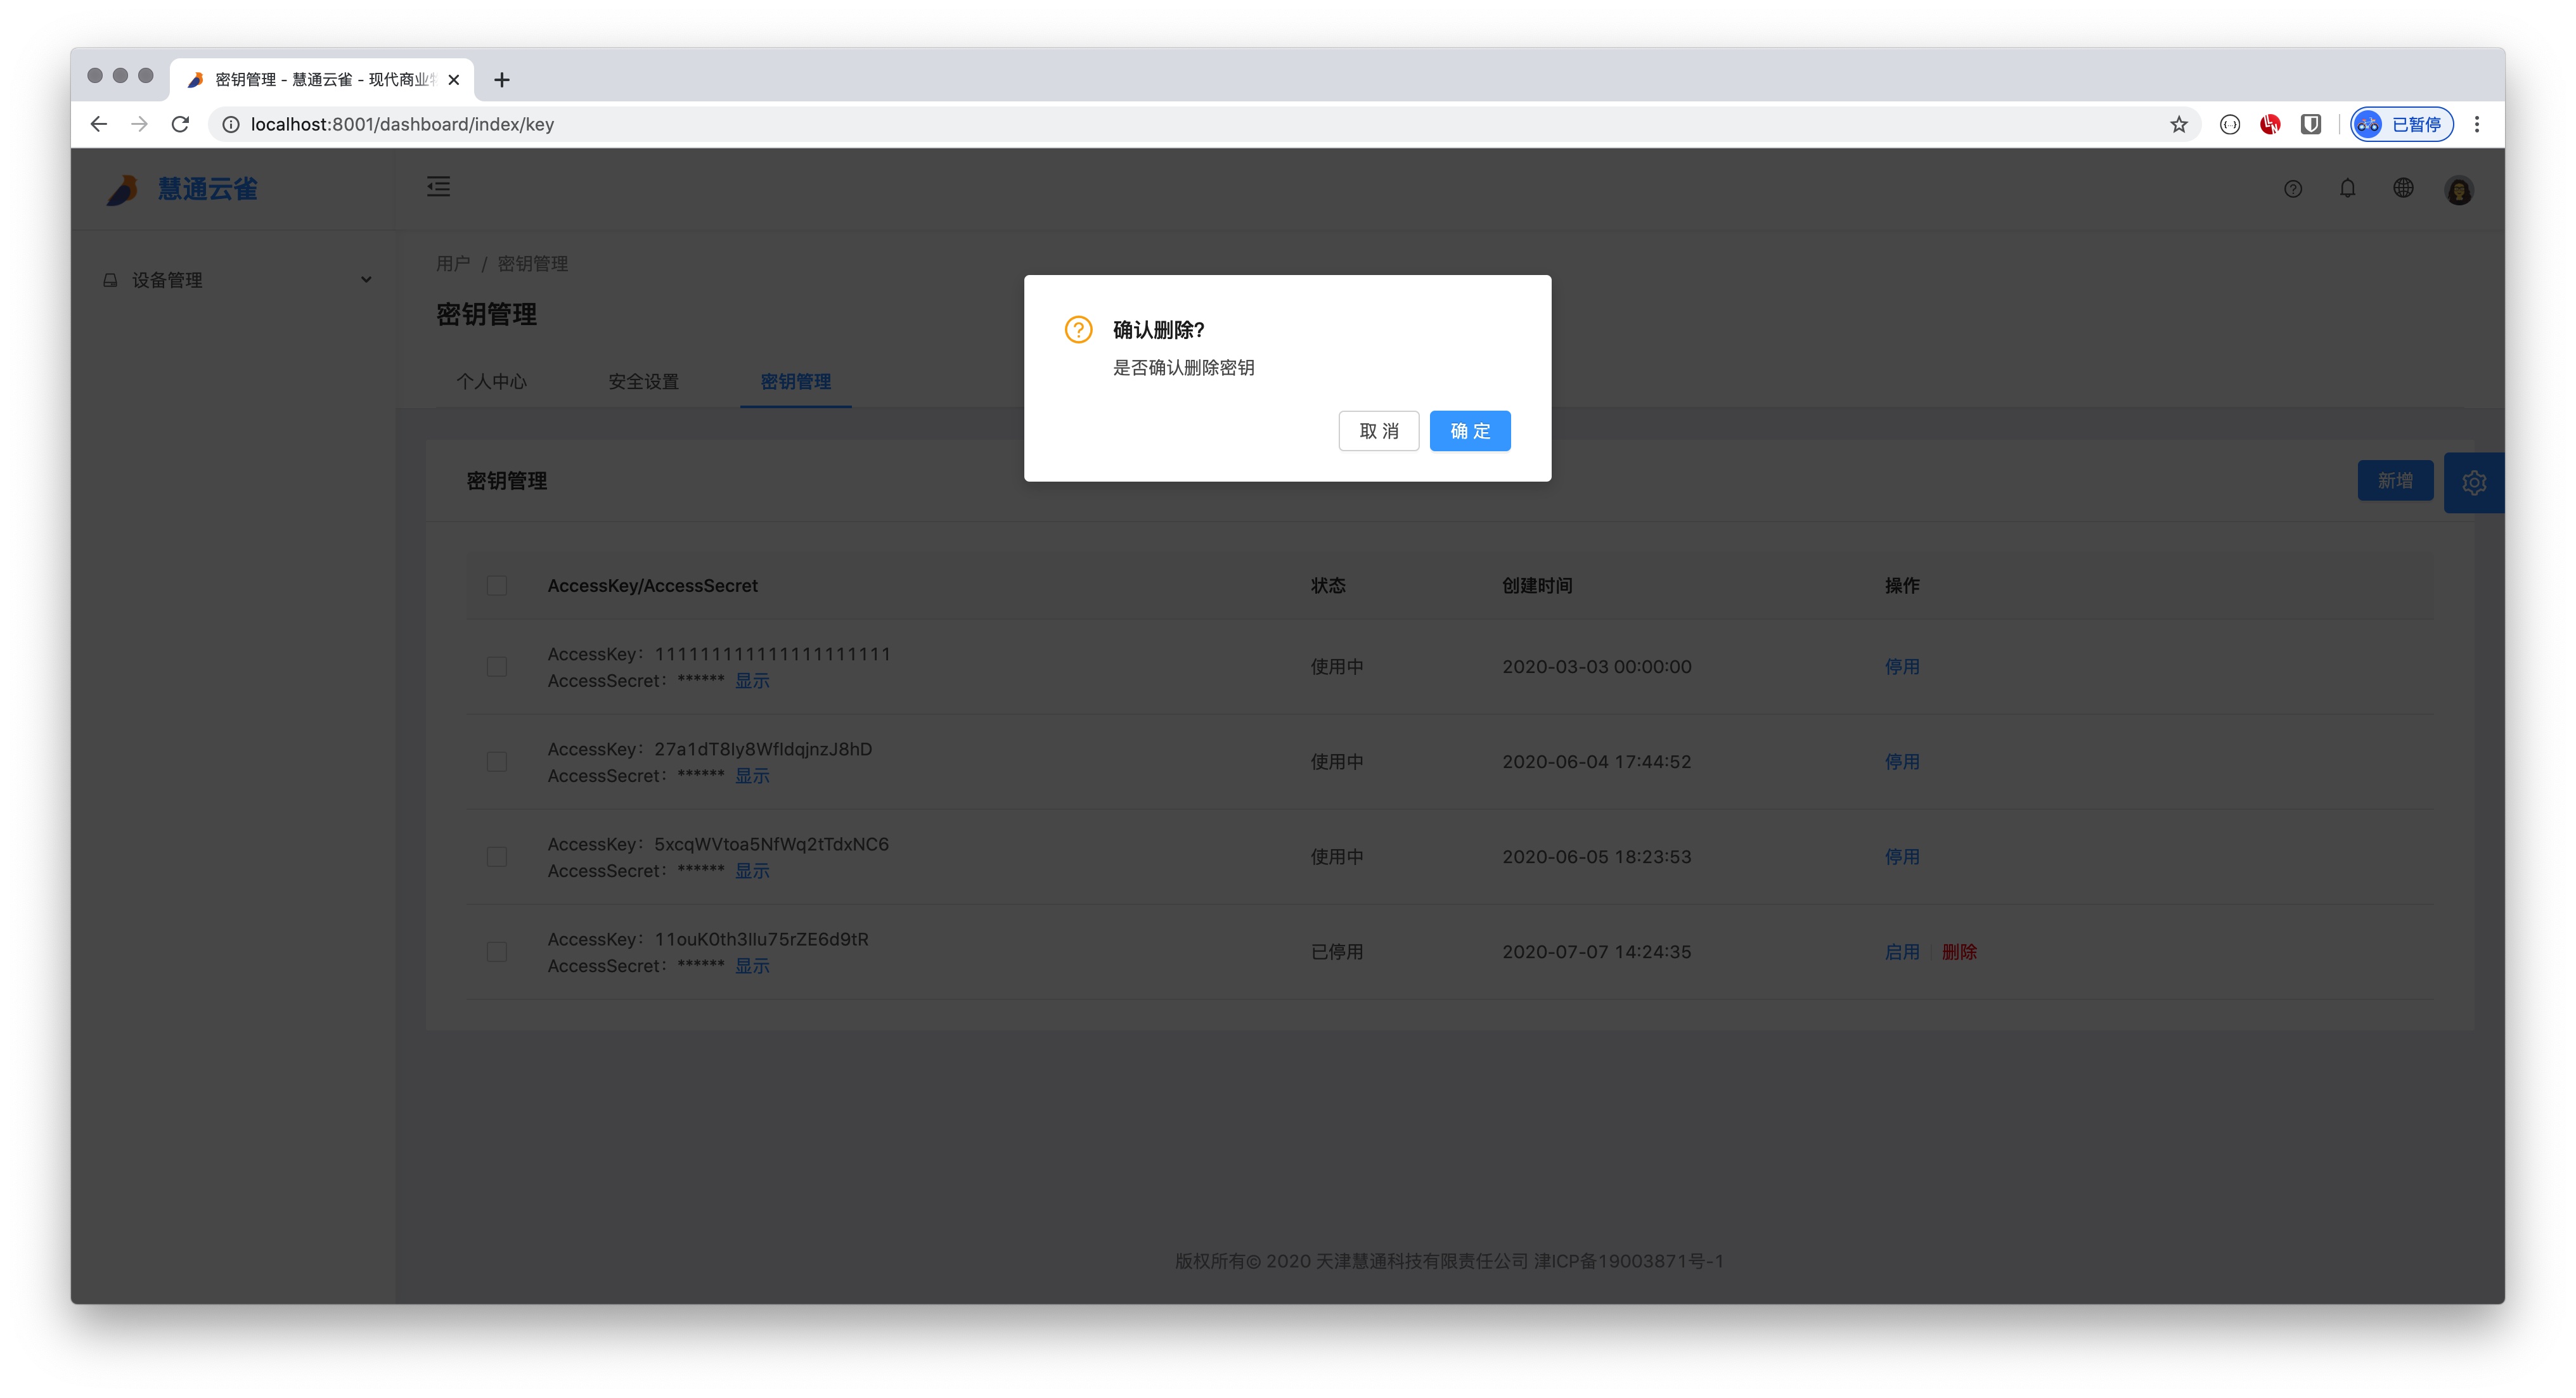 密钥管理 - 慧通云雀 - 现代商业
localhost:8001/dashboard/index/key
已暂停
慧通云雀
设备管理
用户 / 密钥管理
密钥管理
个人中心 安全设置 密钥管理
确认删除?
是否确认删除密钥
取 消 确 定
密钥管理
新增
AccessKey/AccessSecret 状态 创建时间 操作
AccessKey: 111111111111111111111
AccessSecret: ****** 显示
使用中 2020-03-03 00:00:00 停用
AccessKey: 27a1dT8ly8WfIdqjnzJ8hD
AccessSecret: ****** 显示
使用中 2020-06-04 17:44:52 停用
AccessKey: 5xcqWVtoa5NfWq2tTdxNC6
AccessSecret: ****** 显示
使用中 2020-06-05 18:23:53 停用
AccessKey: 11ouK0th3Ilu75rZE6d9tR
AccessSecret: ****** 显示
已停用 2020-07-07 14:24:35 启用 删除
版权所有© 2020 天津慧通科技有限责任公司 津ICP备19003871号-1